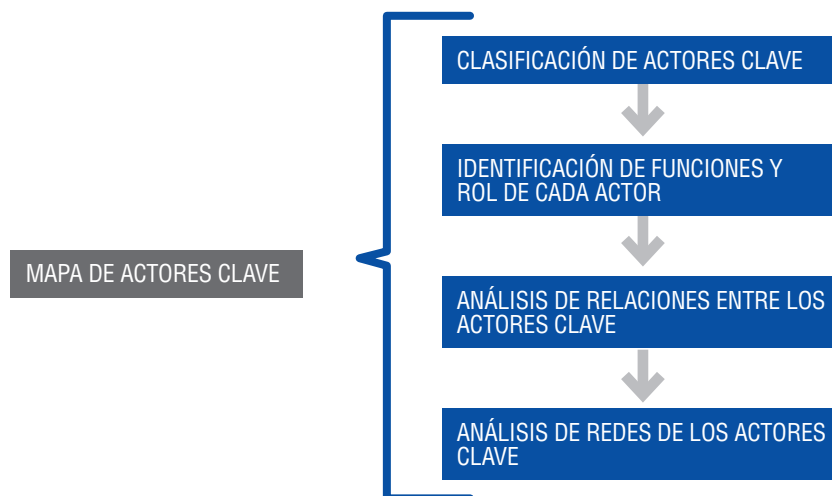 CLASIFICACIÓN DE ACTORES CLAVE
IDENTIFICACIÓN DE FUNCIONES Y
ROL DE CADA ACTOR
MAPA DE ACTORES CLAVE
ANÁLISIS DE RELACIONES ENTRE LOS
ACTORES CLAVE
ANÁLISIS DE REDES DE LOS ACTORES
CLAVE